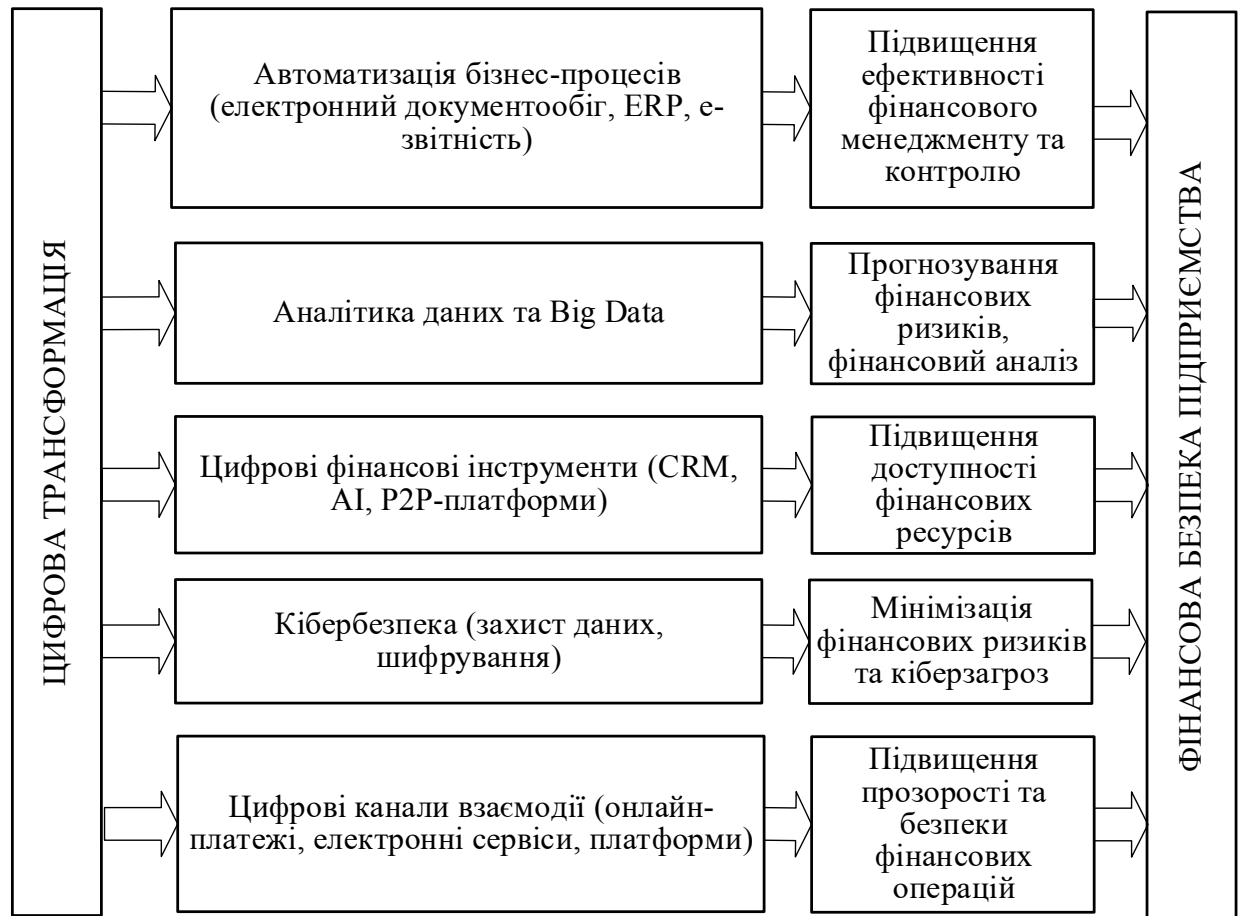 ЦИФРОВА ТРАНСФОРМАЦІЯ
Автоматизація бізнес-процесів
(електронний документообіг, ERP, е-
звітність)
Підвищення
ефективності
фінансового
менеджменту та
контролю
Аналітика даних та Big Data
Прогнозування
фінансових
ризиків,
фінансовий аналіз
Цифрові фінансові інструменти (CRM,
AI, P2P-платформи)
Підвищення
доступності
фінансових
ресурсів
Кібербезпека (захист даних,
шифрування)
Мінімізація
фінансових ризиків
та кіберзагроз
Цифрові канали взаємодії (онлайн-
платежі, електронні сервіси, платформи)
Підвищення
прозорості та
безпеки
фінансових
операцій
ФІНАНСОВА БЕЗПЕКА ПІДПРИЄМСТВА